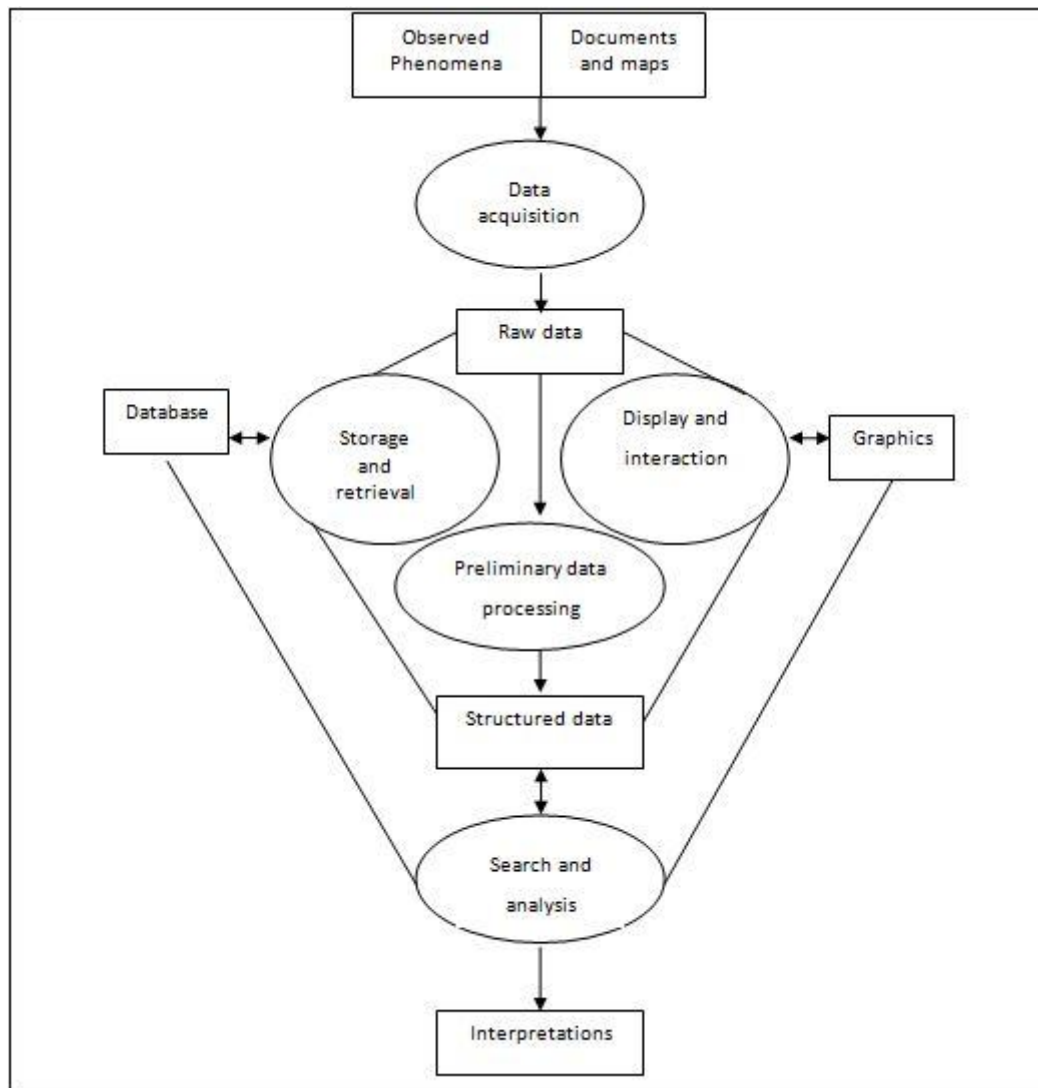 Observed
Phenomena
Documents
and maps
Data
acquisition
Raw data
Database
Storage
and
retrieval
Display and
interaction
Graphics
Preliminary data
processing
Structured data
Search and
analysis
Interpretations